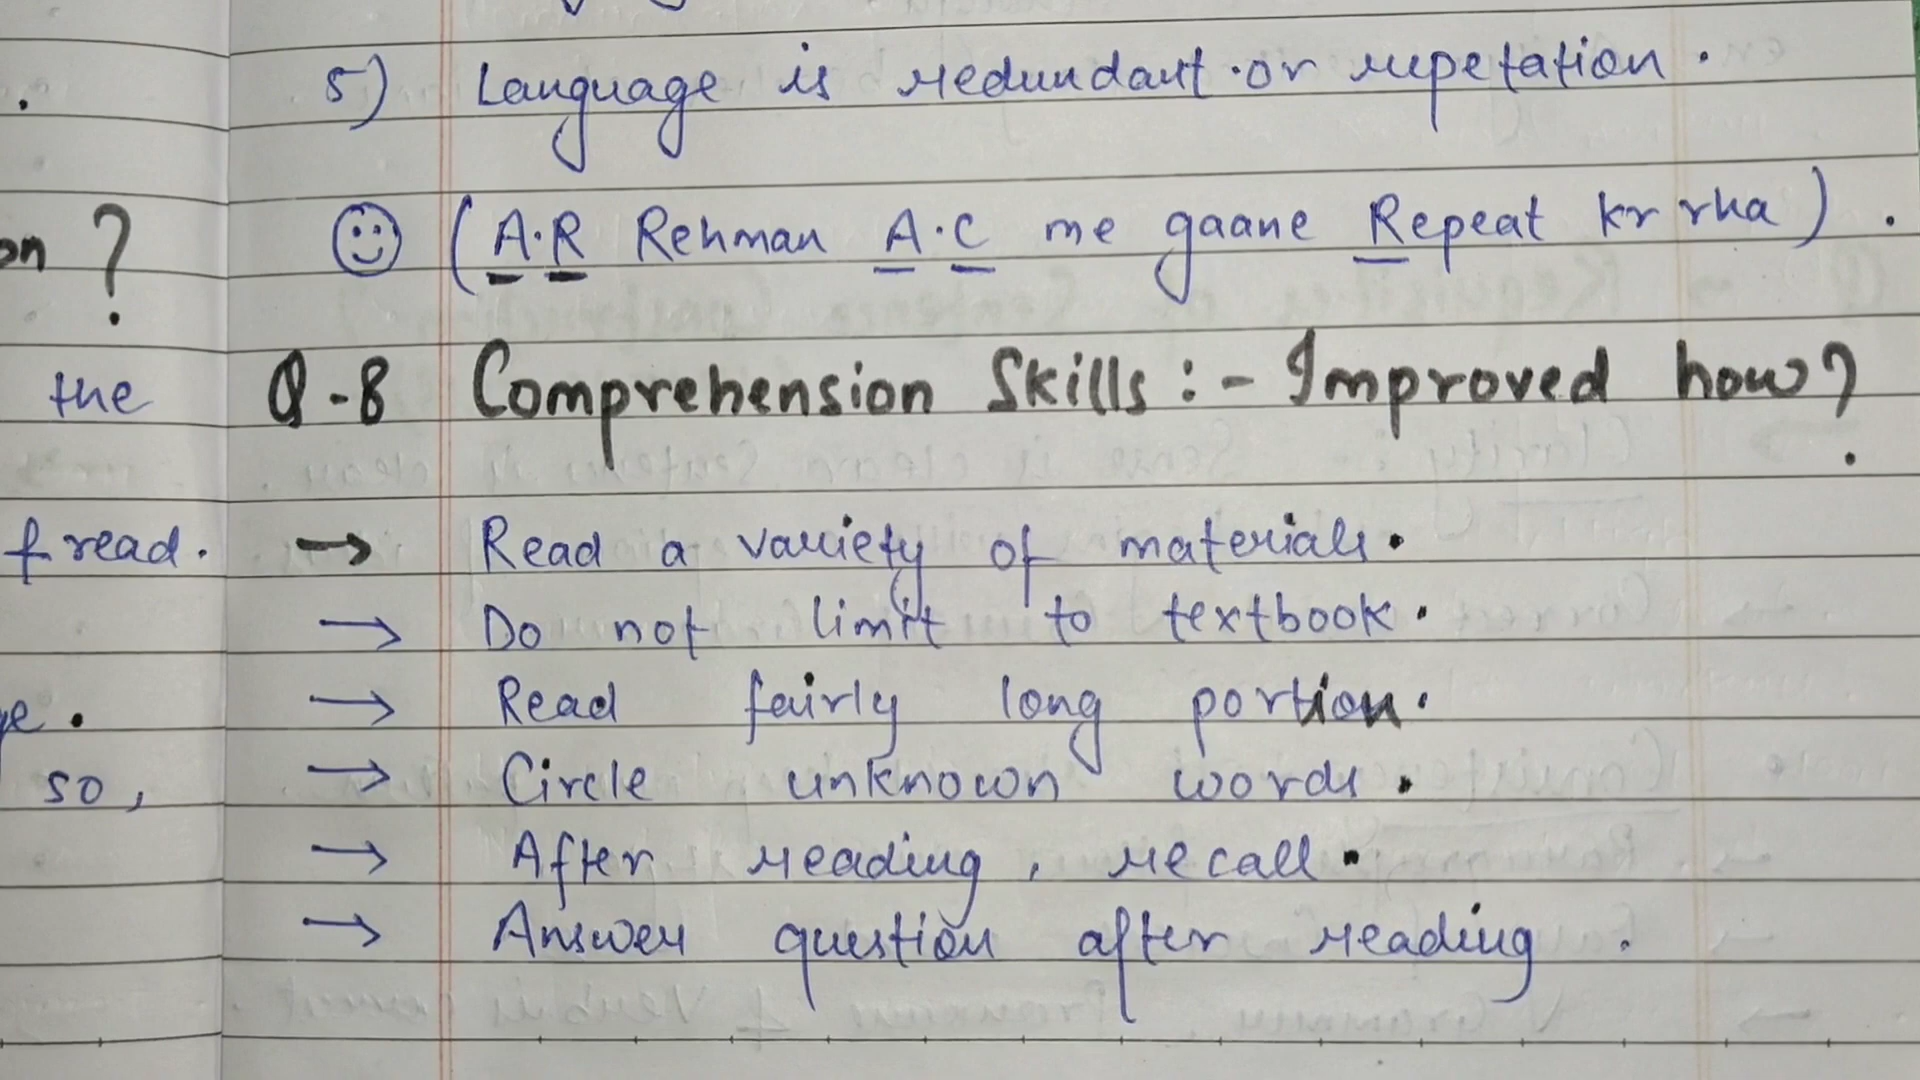 5) Language is redundant or repetation.
(A.R Rehman A.C me gaane Repeat kr rha).
on ?
the
Q-8 Comprehension Skills :- Improved how?
f read.
→ Read a variety of materials.
→ Do not limit to textbook.
→ Read fairly long portion.
→ Circle unknown words.
so,
→ After reading, recall.
→ Answer question after reading.